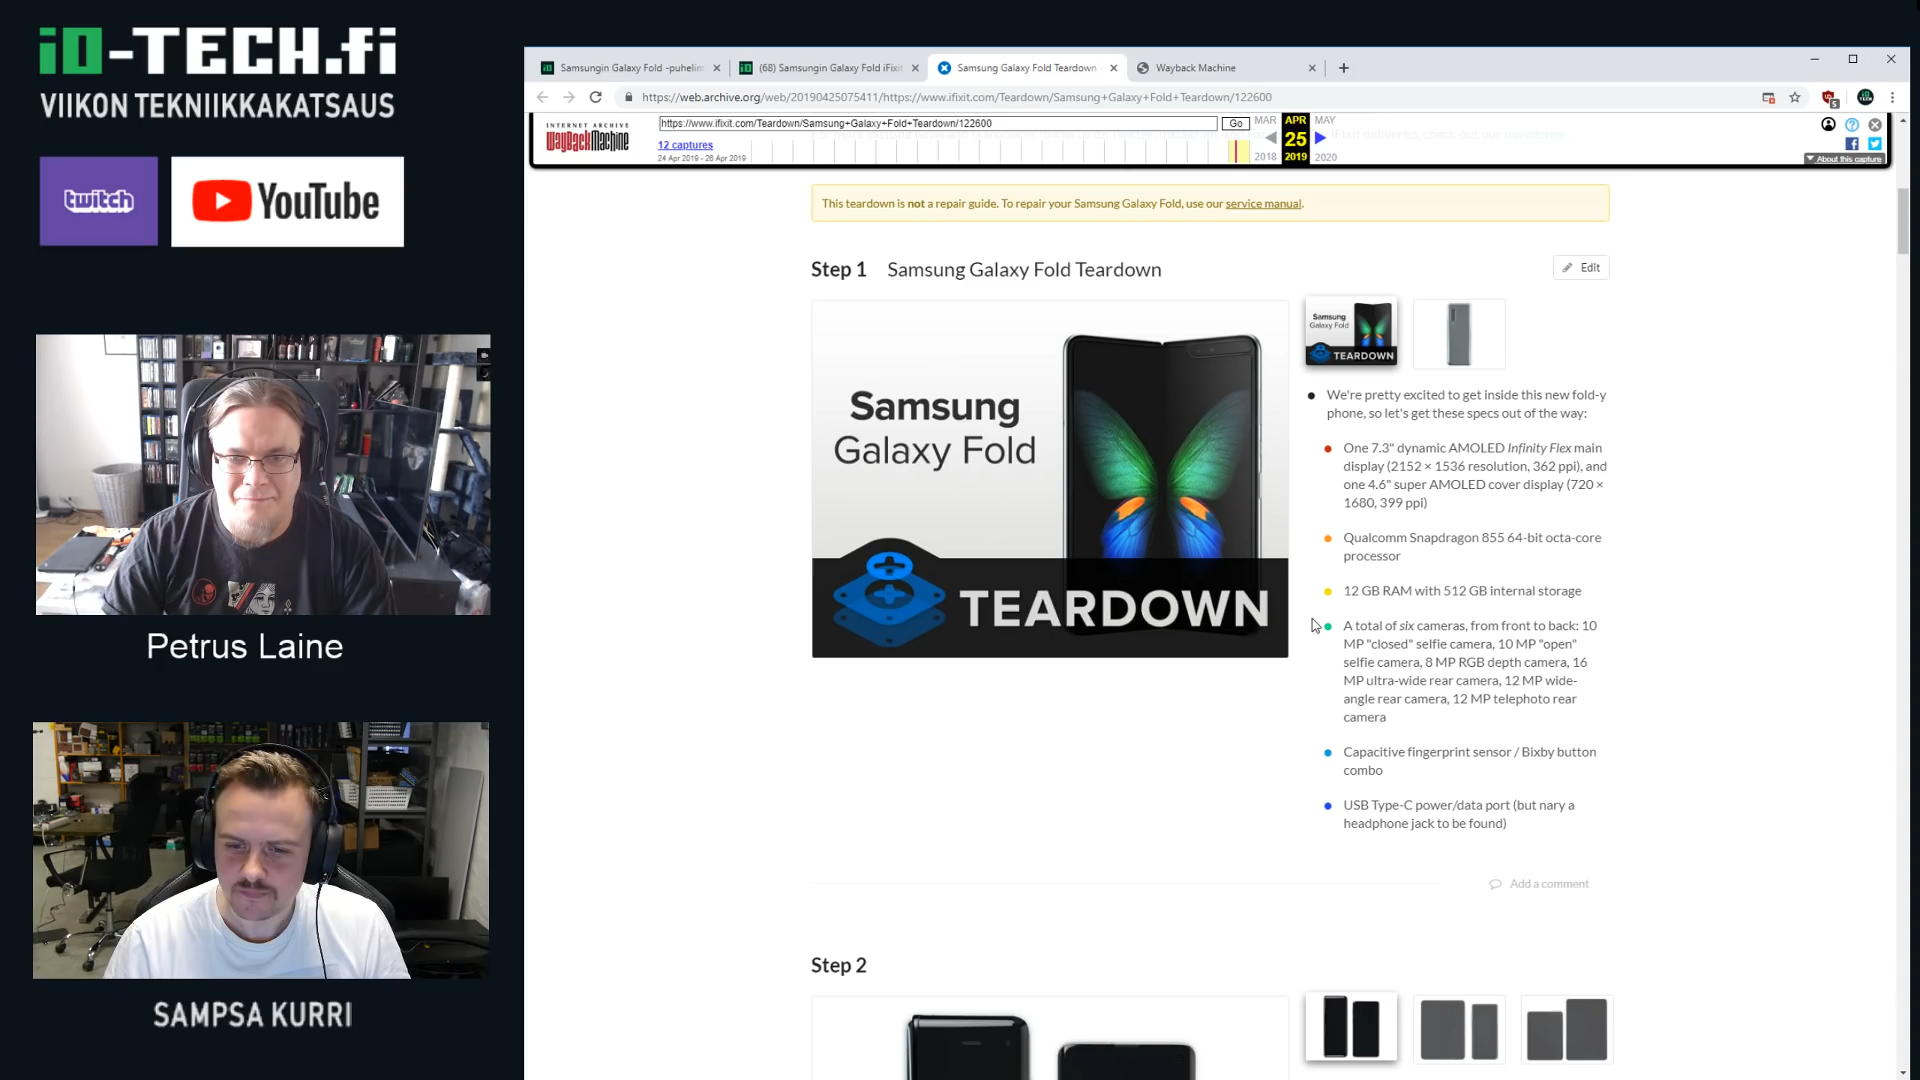 iO-TECH.fi
VIIKON TEKNIIKKAKATSAUS
twitch
YouTube
Petrus Laine
SAMPSA KURRI
Samsungin Galaxy Fold -puhelim
(68) Samsungin Galaxy Fold iFixit
Samsung Galaxy Fold Teardown
Wayback Machine
https://web.archive.org/web/20190425075411/https://www.ifixit.com/Teardown/Samsung+Galaxy+Fold+Teardown/122600
INTERNET ARCHIVE
WayBackMachine
https://www.ifixit.com/Teardown/Samsung+Galaxy+Fold+Teardown/122600
Go
12 captures
24 Apr 2019 - 26 Apr 2019
MAR APR MAY
25
2018 2019 2020
About this capture
This teardown is not a repair guide. To repair your Samsung Galaxy Fold, use our service manual.
Step 1 Samsung Galaxy Fold Teardown
Edit
Samsung
Galaxy Fold
TEARDOWN
Samsung
Galaxy Fold
TEARDOWN
We're pretty excited to get inside this new fold-y
phone, so let's get these specs out of the way:
One 7.3" dynamic AMOLED Infinity Flex main
display (2152 × 1536 resolution, 362 ppi), and
one 4.6" super AMOLED cover display (720 ×
1680, 399 ppi)
Qualcomm Snapdragon 855 64-bit octa-core
processor
12 GB RAM with 512 GB internal storage
A total of six cameras, from front to back: 10
MP "closed" selfie camera, 10 MP "open"
selfie camera, 8 MP RGB depth camera, 16
MP ultra-wide rear camera, 12 MP wide-
angle rear camera, 12 MP telephoto rear
camera
Capacitive fingerprint sensor / Bixby button
combo
USB Type-C power/data port (but nary a
headphone jack to be found)
Add a comment
Step 2